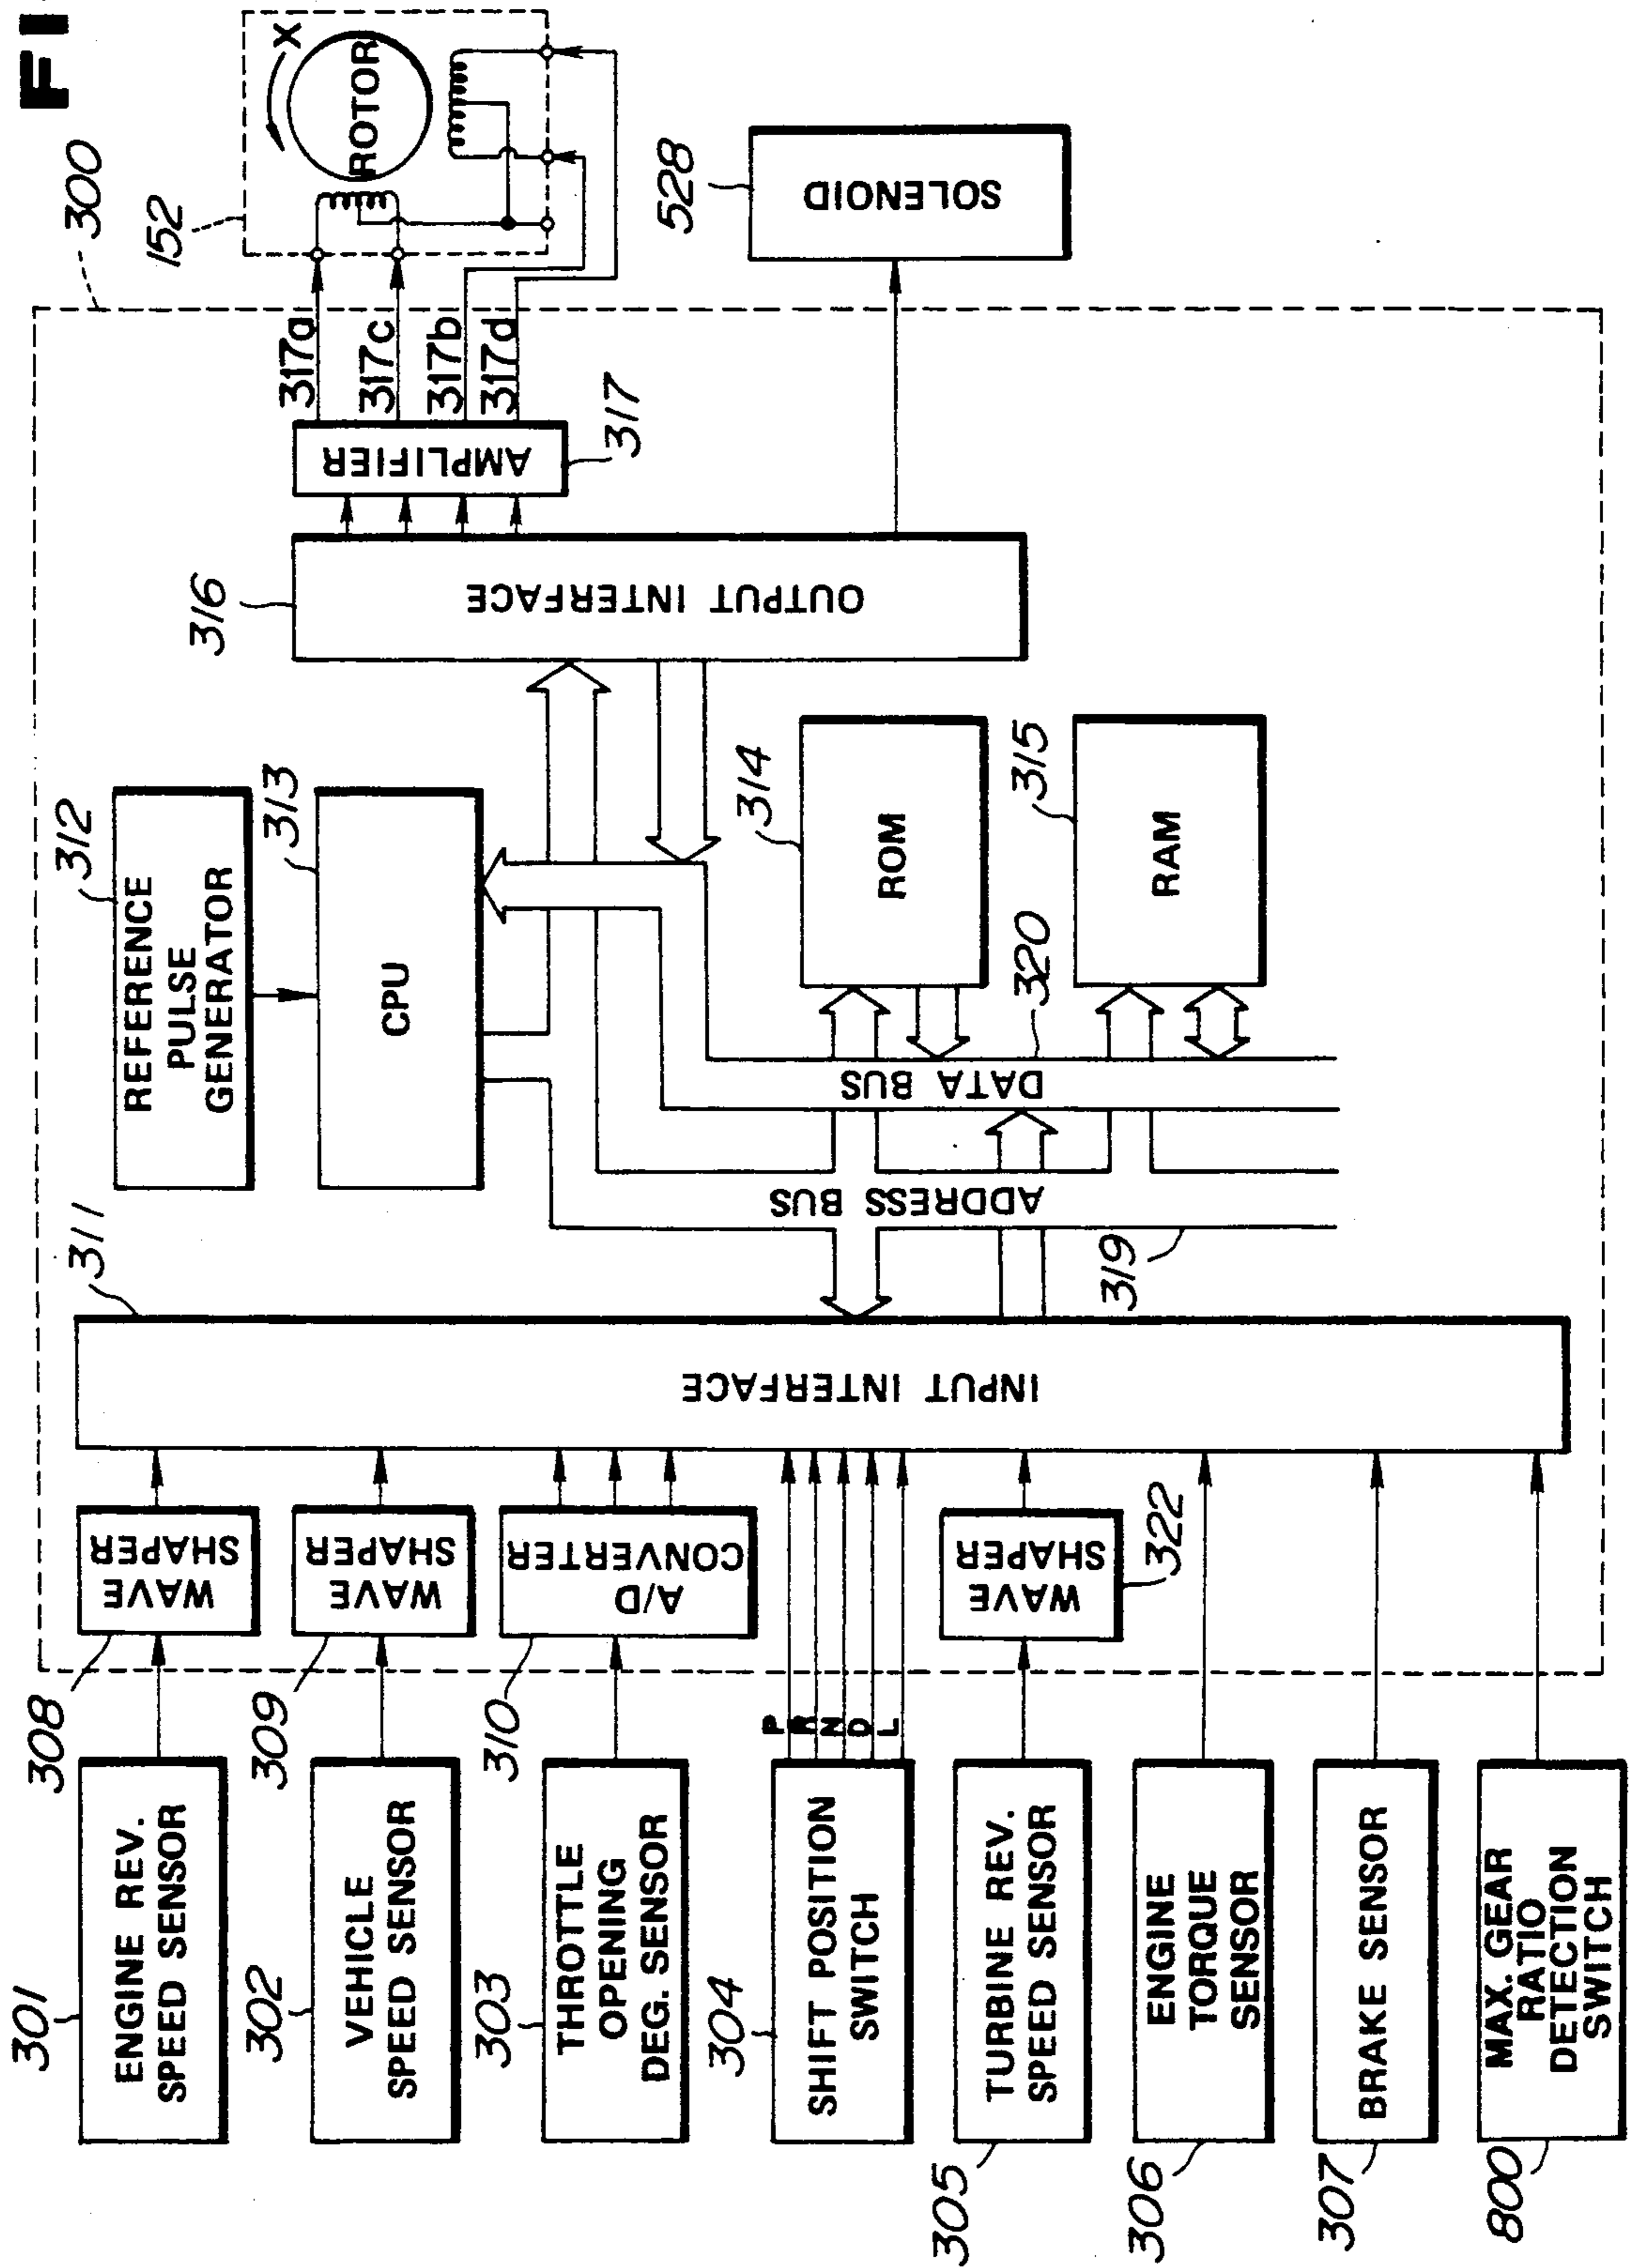 FI
301
ENGINE REV.
SPEED SENSOR
302
VEHICLE
SPEED SENSOR
303
THROTTLE
OPENING
DEG. SENSOR
304
SHIFT POSITION
SWITCH
305
TURBINE REV.
SPEED SENSOR
306
ENGINE
TORQUE
SENSOR
307
BRAKE SENSOR
800
MAX. GEAR
RATIO
DETECTION
SWITCH
P
R
N
D
L
308
WAVE
SHAPER
309
WAVE
SHAPER
310
A/D
CONVERTER
WAVE
SHAPER
322
311
INPUT INTERFACE
312
REFERENCE
PULSE
GENERATOR
313
CPU
ADDRESS BUS
319
DATA BUS
320
314
ROM
315
RAM
316
OUTPUT INTERFACE
AMPLIFIER
317
317a
317c
317b
317d
300
152
ROTOR
X
528
SOLENOID